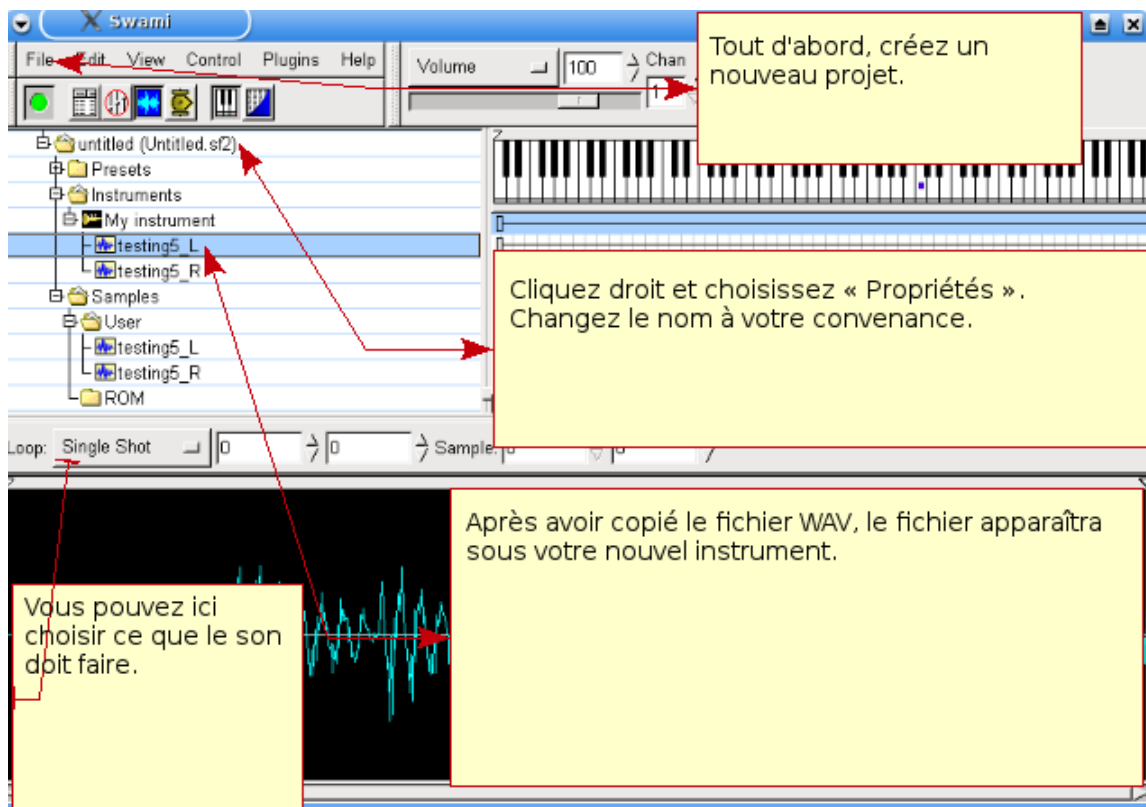 Swami
File Edit View Control Plugins Help
Volume 100 Chan
1
Tout d'abord, créez un
nouveau projet.
untitled (Untitled.sf2)
Presets
Instruments
My instrument
testing5_L
testing5_R
Samples
User
testing5_L
testing5_R
ROM
Cliquez droit et choisissez « Propriétés ».
Changez le nom à votre convenance.
Loop: Single Shot 0 0 Sample:
Après avoir copié le fichier WAV, le fichier apparaîtra
sous votre nouvel instrument.
Vous pouvez ici
choisir ce que le son
doit faire.